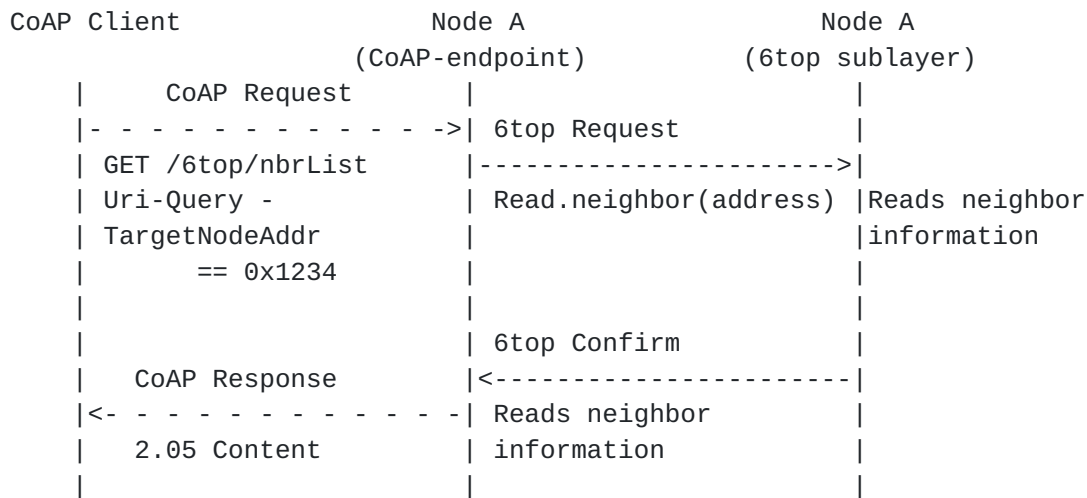 CoAP Client                Node A                   Node A
                      (CoAP-endpoint)          (6top sublayer)
     |     CoAP Request       |                        |
     |- - - - - - - - - - - ->| 6top Request           |
     | GET /6top/nbrList      |----------------------->|
     | Uri-Query -            | Read.neighbor(address) |Reads neighbor
     | TargetNodeAddr         |                        |information
     |       == 0x1234        |                        |
     |                        |                        |
     |                        | 6top Confirm           |
     |   CoAP Response        |<-----------------------|
     |<- - - - - - - - - - - -| Reads neighbor         |
     |   2.05 Content         | information            |
     |                        |                        |